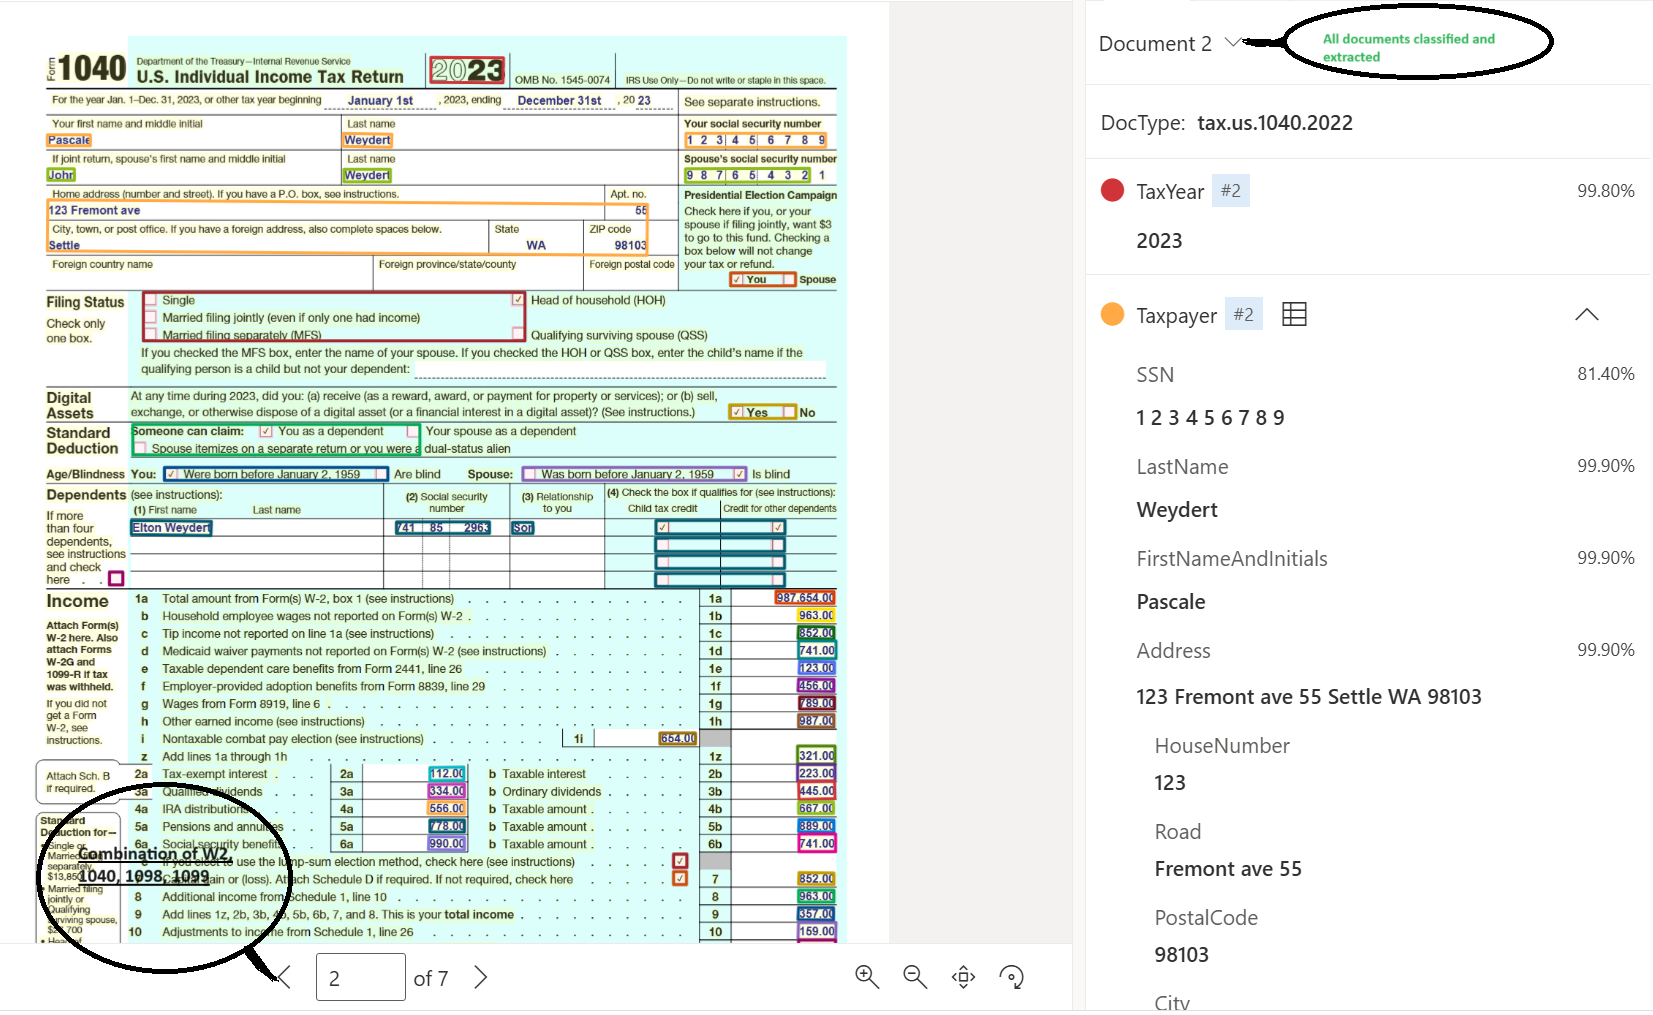 Form 1040 Department of the Treasury—Internal Revenue Service
U.S. Individual Income Tax Return 2023 OMB No. 1545-0074 IRS Use Only—Do not write or staple in this space.
For the year Jan. 1–Dec. 31, 2023, or other tax year beginning January 1st , 2023, ending December 31st , 20 23 See separate instructions.
Your first name and middle initial Last name Your social security number
Pascale Weydert 1 2 3 4 5 6 7 8 9
If joint return, spouse's first name and middle initial Last name Spouse's social security number
John Weydert 9 8 7 6 5 4 3 2 1
Home address (number and street). If you have a P.O. box, see instructions. Apt. no.
123 Fremont ave 55
City, town, or post office. If you have a foreign address, also complete spaces below. State ZIP code
Settle WA 98103
Foreign country name Foreign province/state/county Foreign postal code
Presidential Election Campaign
Check here if you, or your
spouse if filing jointly, want $3
to go to this fund. Checking a
box below will not change
your tax or refund.
You Spouse
Filing Status
Check only
one box.
Single Head of household (HOH)
Married filing jointly (even if only one had income)
Married filing separately (MFS) Qualifying surviving spouse (QSS)
If you checked the MFS box, enter the name of your spouse. If you checked the HOH or QSS box, enter the child's name if the
qualifying person is a child but not your dependent:
Digital
Assets
At any time during 2023, did you: (a) receive (as a reward, award, or payment for property or services); or (b) sell,
exchange, or otherwise dispose of a digital asset (or a financial interest in a digital asset)? (See instructions.) Yes No
Standard
Deduction
Someone can claim: You as a dependent Your spouse as a dependent
Spouse itemizes on a separate return or you were a dual-status alien
Age/Blindness You: Were born before January 2, 1959 Are blind Spouse: Was born before January 2, 1959 Is blind
Dependents (see instructions):
(1) First name Last name (2) Social security number (3) Relationship to you (4) Check the box if qualifies for (see instructions):
Child tax credit Credit for other dependents
If more
than four
dependents,
see instructions
and check
here . .
Elton Weydert 741 85 2963 Son
Income
Attach Form(s)
W-2 here. Also
attach Forms
W-2G and
1099-R if tax
was withheld.
If you did not
get a Form
W-2, see
instructions.
1a Total amount from Form(s) W-2, box 1 (see instructions) 1a 987,654.00
b Household employee wages not reported on Form(s) W-2 . 1b 963.00
c Tip income not reported on line 1a (see instructions) 1c 852.00
d Medicaid waiver payments not reported on Form(s) W-2 (see instructions) 1d 741.00
e Taxable dependent care benefits from Form 2441, line 26 1e 123.00
f Employer-provided adoption benefits from Form 8839, line 29 1f 456.00
g Wages from Form 8919, line 6 . 1g 789.00
h Other earned income (see instructions) 1h 987.00
i Nontaxable combat pay election (see instructions) 1i 654.00
z Add lines 1a through 1h 1z 321.00
Attach Sch. B
if required.
2a Tax-exempt interest . 2a 112.00 b Taxable interest 2b 223.00
3a Qualified dividends 3a 334.00 b Ordinary dividends 3b 445.00
4a IRA distributions 4a 556.00 b Taxable amount . 4b 667.00
5a Pensions and annuities 5a 778.00 b Taxable amount . 5b 889.00
6a Social security benefits 6a 990.00 b Taxable amount . 6b 741.00
c If you elect to use the lump-sum election method, check here (see instructions)
7 Capital gain or (loss). Attach Schedule D if required. If not required, check here 7 852.00
8 Additional income from Schedule 1, line 10 8 963.00
9 Add lines 1z, 2b, 3b, 4b, 5b, 6b, 7, and 8. This is your total income 9 357.00
10 Adjustments to income from Schedule 1, line 26 10 159.00
Standard
Deduction for—
• Single or
Married filing
separately,
$13,850
• Married filing
jointly or
Qualifying
surviving spouse,
$27,700
• Head of
Combination of W2,
1040, 1098, 1099
2 of 7
Document 2
All documents classified and
extracted
DocType: tax.us.1040.2022
TaxYear #2 99.80%
2023
Taxpayer #2
SSN 81.40%
1 2 3 4 5 6 7 8 9
LastName 99.90%
Weydert
FirstNameAndInitials 99.90%
Pascale
Address 99.90%
123 Fremont ave 55 Settle WA 98103
HouseNumber
123
Road
Fremont ave 55
PostalCode
98103
City